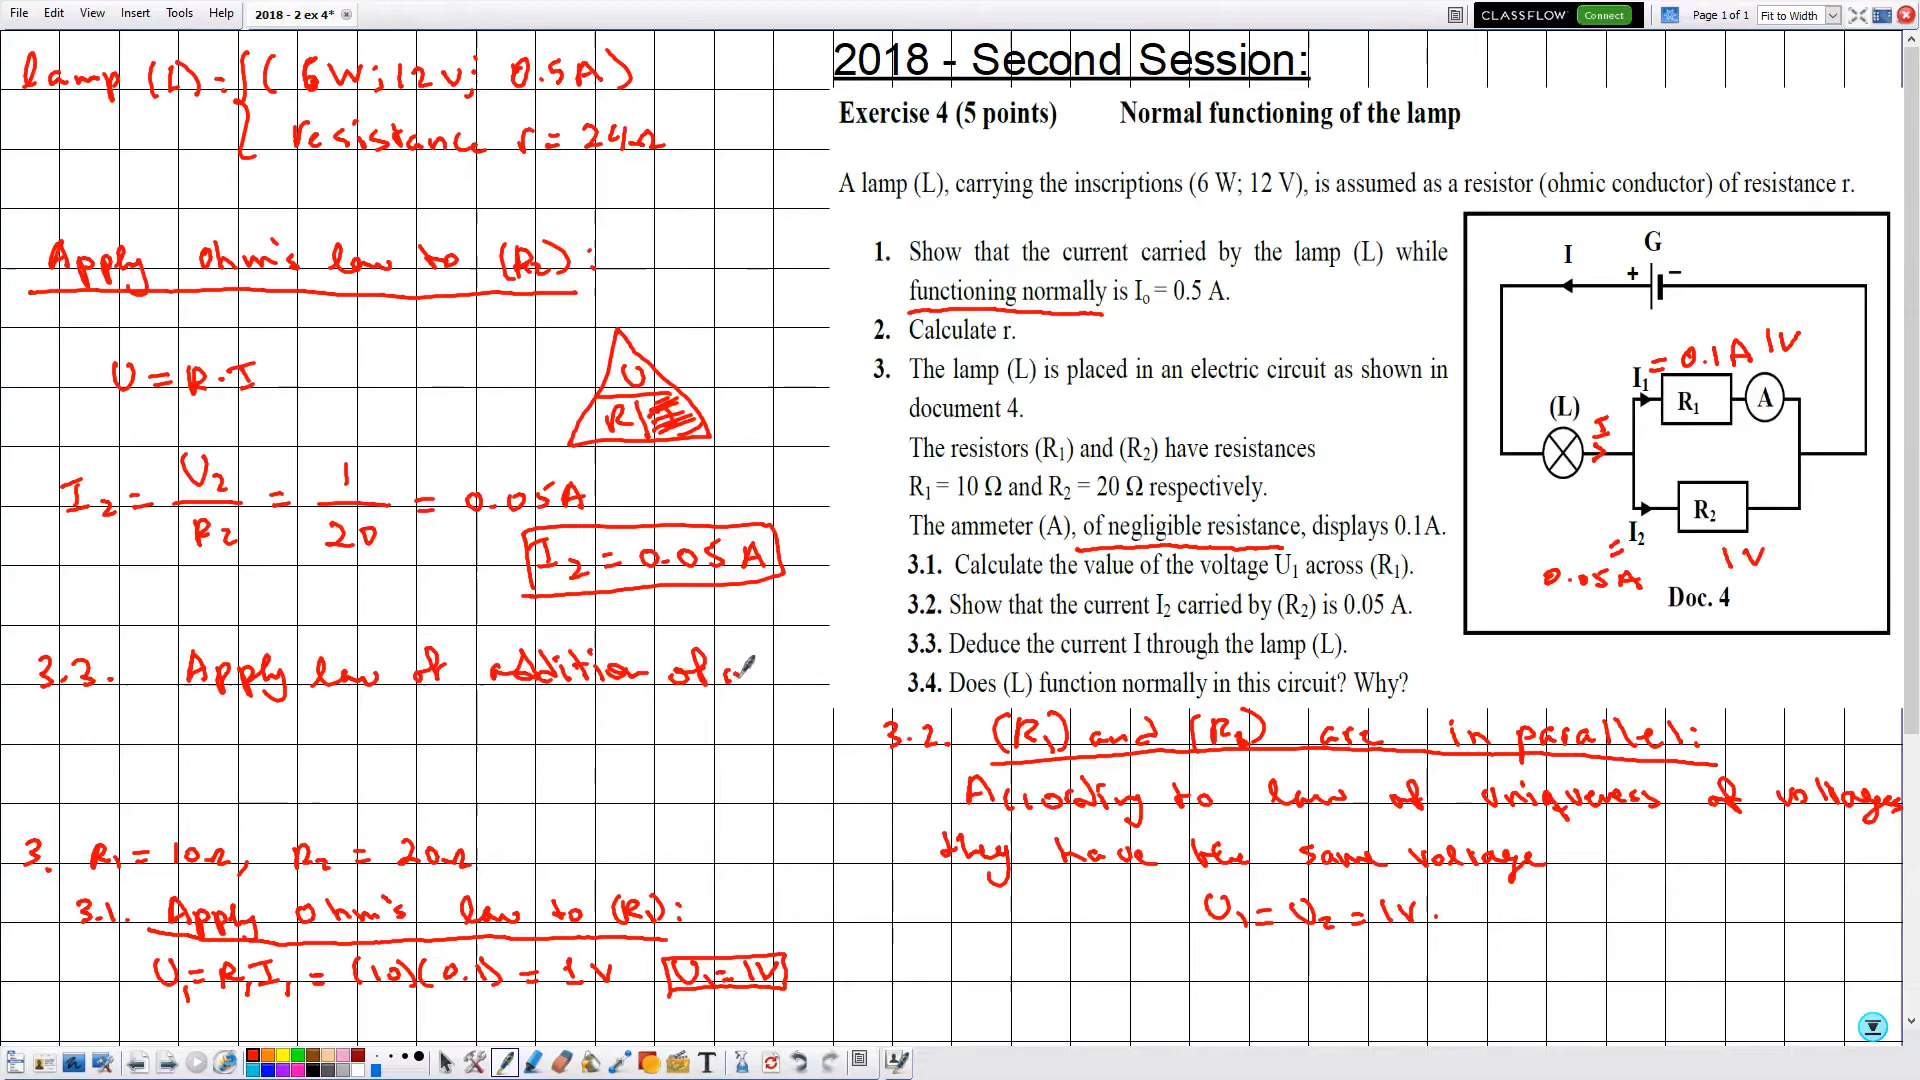 File Edit View Insert Tools Help 2018 - 2 ex 4*
CLASSFLOW Connect Page 1 of 1 Fit to Width
lamp (L) : (6W; 12V; 0.5A)
resistance r = 24Ω
Apply ohm's law to (R2):
U = R.I
U
R I
I2 = U2/R2 = 1/20 = 0.05A
I2 = 0.05 A
3.3. Apply law of addition of
3. R1 = 10Ω, R2 = 20Ω
3.1. Apply ohm's law to (R1):
U1 = R1 I1 = (10)(0.1) = 1V U1 = 1V
2018 - Second Session:
Exercise 4 (5 points) Normal functioning of the lamp
A lamp (L), carrying the inscriptions (6 W; 12 V), is assumed as a resistor (ohmic conductor) of resistance r.
1. Show that the current carried by the lamp (L) while
functioning normally is Io = 0.5 A.
2. Calculate r.
3. The lamp (L) is placed in an electric circuit as shown in
document 4.
The resistors (R1) and (R2) have resistances
R1 = 10 Ω and R2 = 20 Ω respectively.
The ammeter (A), of negligible resistance, displays 0.1A.
3.1. Calculate the value of the voltage U1 across (R1).
3.2. Show that the current I2 carried by (R2) is 0.05 A.
3.3. Deduce the current I through the lamp (L).
3.4. Does (L) function normally in this circuit? Why?
I G
+ −
= 0.1A 1V
I1 R1 A
(L) I
R2
I2
= 0.05A 1V
Doc. 4
3.2. (R1) and (R2) are in parallel:
According to law of uniqueness of voltages
they have the same voltage
U1 = U2 = 1V.
T